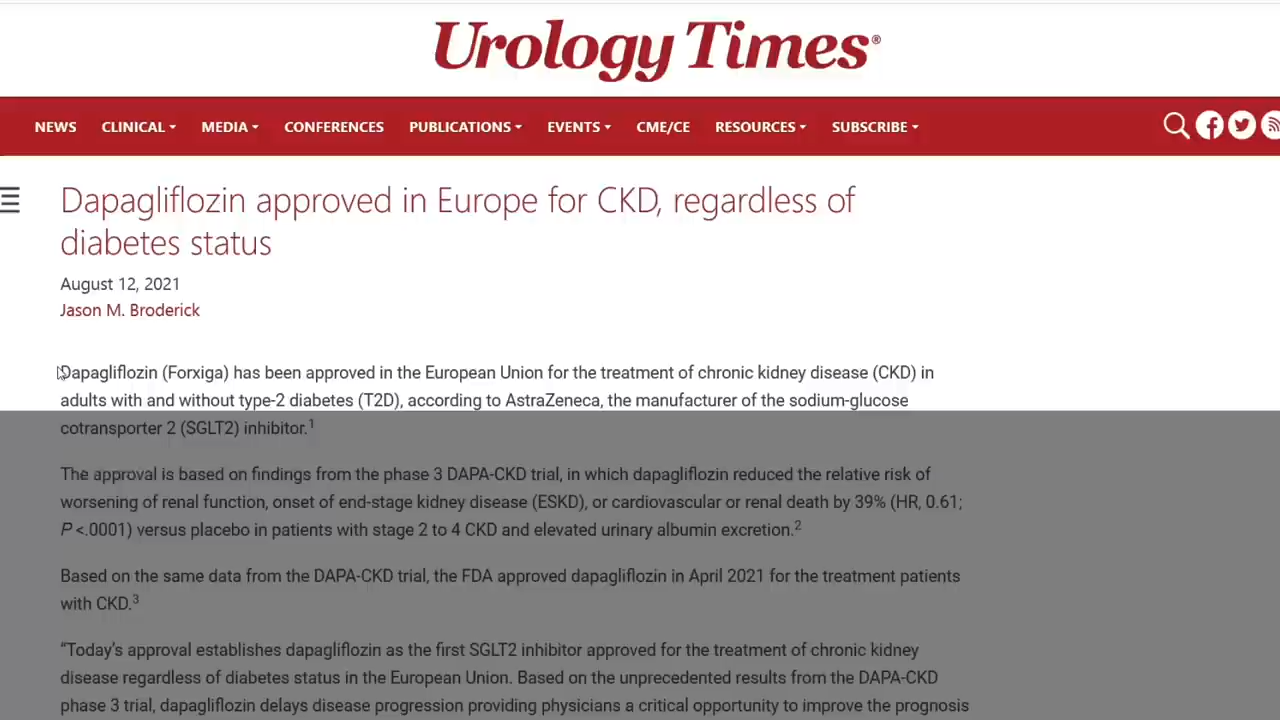 Urology Times®
NEWS CLINICAL MEDIA CONFERENCES PUBLICATIONS EVENTS CME/CE RESOURCES SUBSCRIBE
Dapagliflozin approved in Europe for CKD, regardless of
diabetes status
August 12, 2021
Jason M. Broderick
Dapagliflozin (Forxiga) has been approved in the European Union for the treatment of chronic kidney disease (CKD) in
adults with and without type-2 diabetes (T2D), according to AstraZeneca, the manufacturer of the sodium-glucose
cotransporter 2 (SGLT2) inhibitor.1
The approval is based on findings from the phase 3 DAPA-CKD trial, in which dapagliflozin reduced the relative risk of
worsening of renal function, onset of end-stage kidney disease (ESKD), or cardiovascular or renal death by 39% (HR, 0.61;
P <.0001) versus placebo in patients with stage 2 to 4 CKD and elevated urinary albumin excretion.2
Based on the same data from the DAPA-CKD trial, the FDA approved dapagliflozin in April 2021 for the treatment patients
with CKD.3
“Today’s approval establishes dapagliflozin as the first SGLT2 inhibitor approved for the treatment of chronic kidney
disease regardless of diabetes status in the European Union. Based on the unprecedented results from the DAPA-CKD
phase 3 trial, dapagliflozin delays disease progression providing physicians a critical opportunity to improve the prognosis